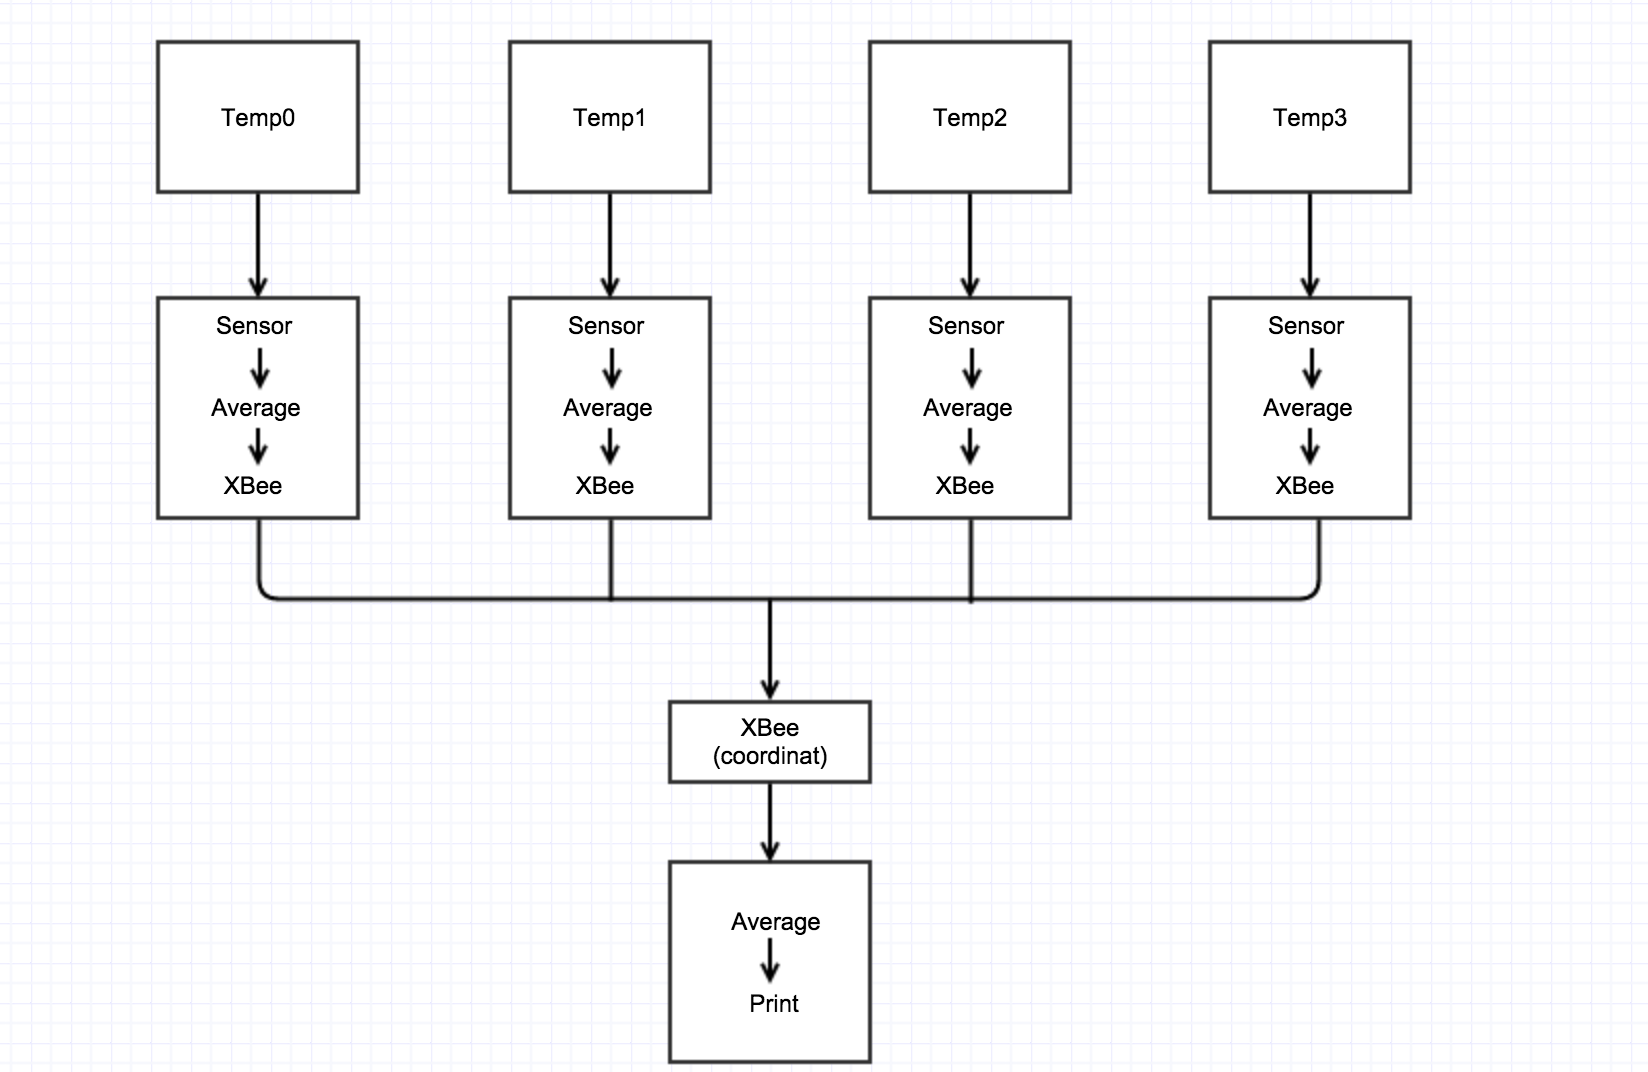 Temp0
Temp1
Temp2
Temp3
Sensor
Average
XBee
Sensor
Average
XBee
Sensor
Average
XBee
Sensor
Average
XBee
XBee
(coordinat)
Average
Print